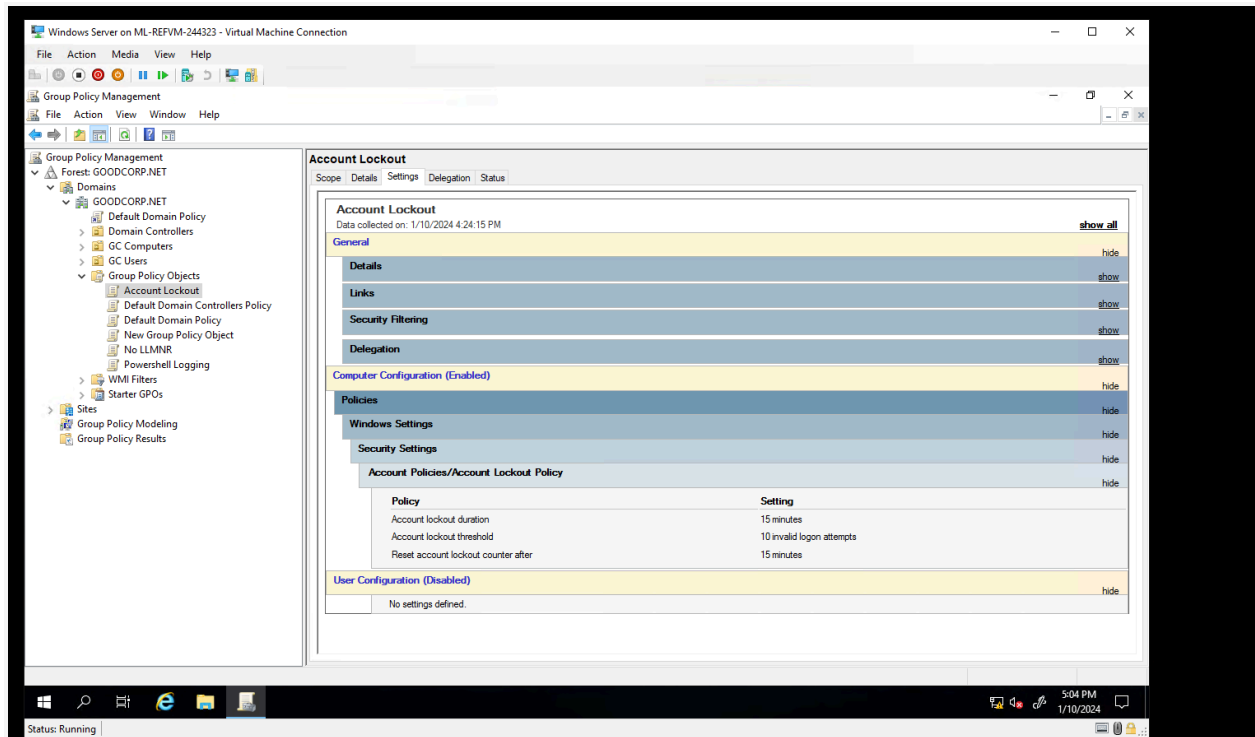 Windows Server on ML-REFVM-244323 - Virtual Machine Connection
File Action Media View Help
Group Policy Management
File Action View Window Help
Group Policy Management
Forest: GOODCORP.NET
Domains
GOODCORP.NET
Default Domain Policy
Domain Controllers
GC Computers
GC Users
Group Policy Objects
Account Lockout
Default Domain Controllers Policy
Default Domain Policy
New Group Policy Object
No LLMNR
Powershell Logging
WMI Filters
Starter GPOs
Sites
Group Policy Modeling
Group Policy Results
Account Lockout
Scope Details Settings Delegation Status
Account Lockout
Data collected on: 1/10/2024 4:24:15 PM show all
General hide
Details show
Links show
Security Filtering show
Delegation show
Computer Configuration (Enabled) hide
Policies hide
Windows Settings hide
Security Settings hide
Account Policies/Account Lockout Policy hide
Policy Setting
Account lockout duration 15 minutes
Account lockout threshold 10 invalid logon attempts
Reset account lockout counter after 15 minutes
User Configuration (Disabled) hide
No settings defined.
5:04 PM
1/10/2024
Status: Running